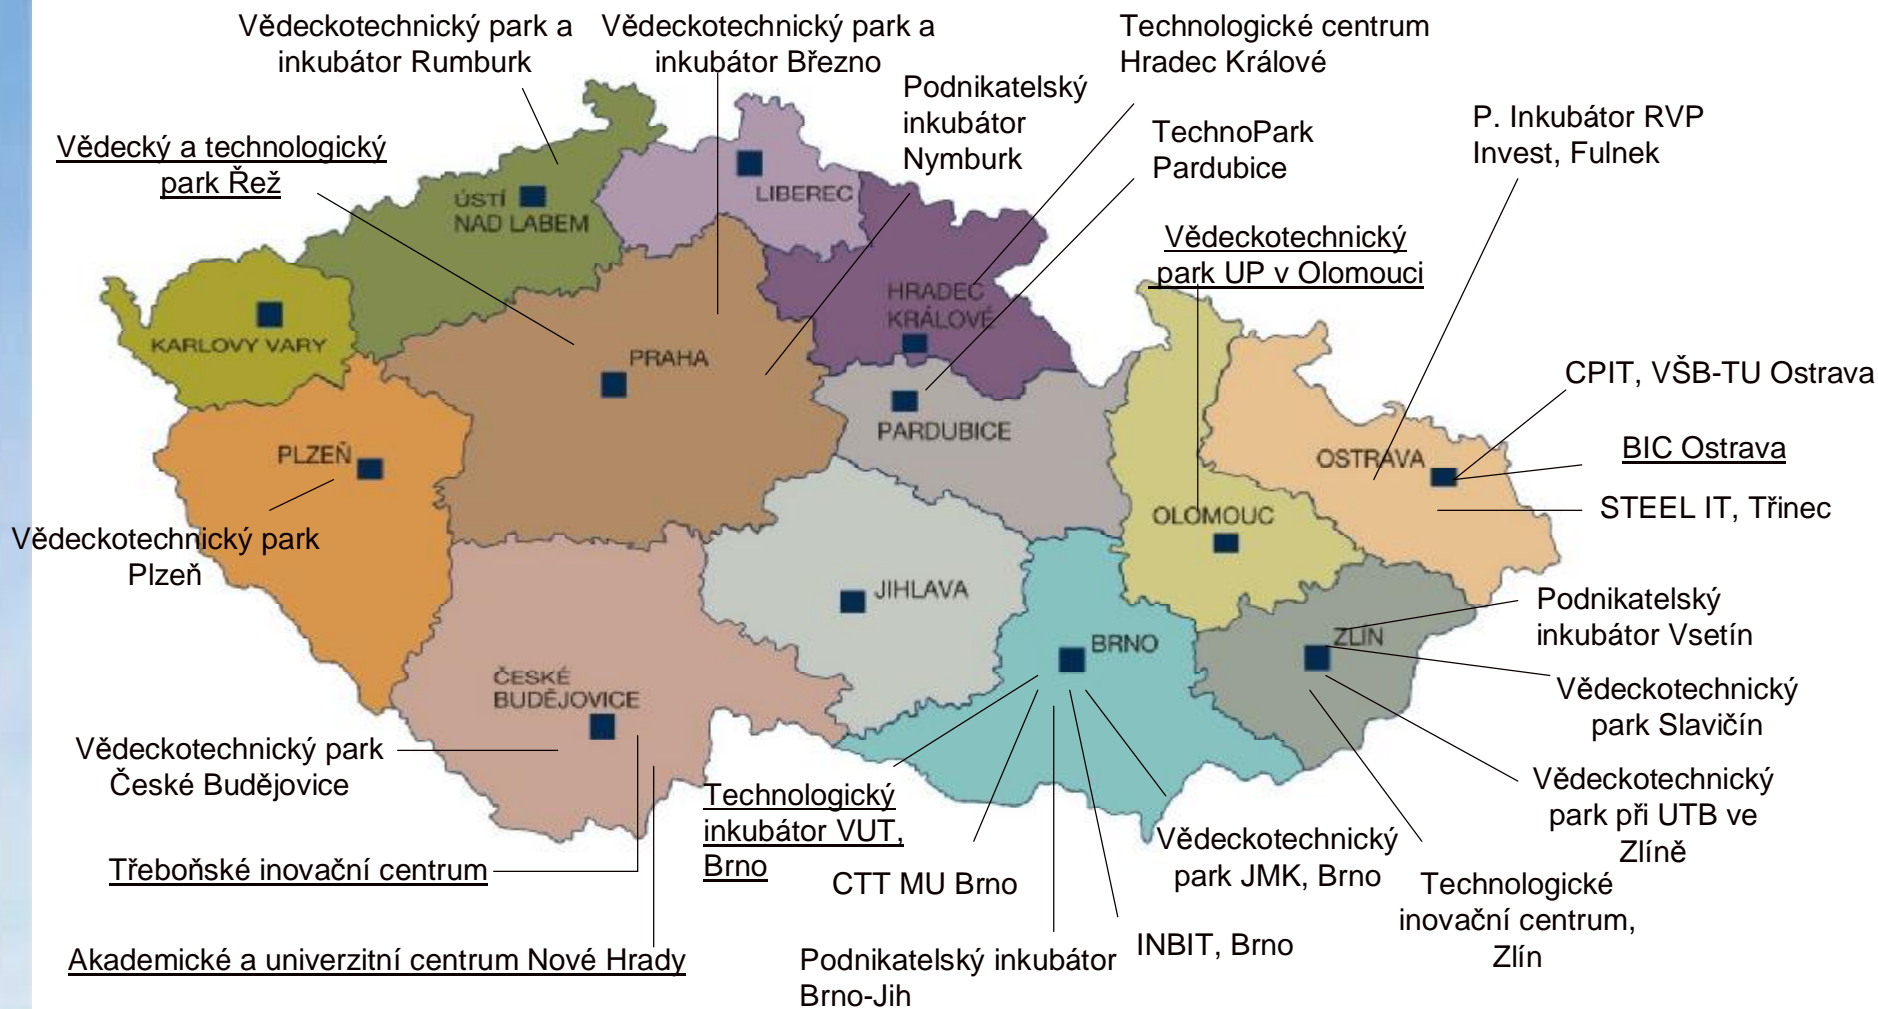 Vědeckotechnický park a
inkubátor Rumburk
Vědeckotechnický park a
inkubátor Březno
Technologické centrum
Hradec Králové
Podnikatelský
inkubátor
Nymburk
P. Inkubátor RVP
Invest, Fulnek
TechnoPark
Pardubice
Vědecký a technologický
park Řež
LIBEREC
ÚSTÍ
NAD LABEM
Vědeckotechnický
park UP v Olomouci
HRADEC
KRÁLOVÉ
KARLOVY VARY
PRAHA
CPIT, VŠB-TU Ostrava
PARDUBICE
PLZEŇ
OSTRAVA
BIC Ostrava
STEEL IT, Třinec
OLOMOUC
Vědeckotechnický park
Plzeň
JIHLAVA
Podnikatelský
inkubátor Vsetín
ZLÍN
BRNO
ČESKÉ
BUDĚJOVICE
Vědeckotechnický
park Slavičín
Vědeckotechnický park
České Budějovice
Vědeckotechnický
park při UTB ve
Zlíně
Technologický
inkubátor VUT,
Brno
Vědeckotechnický
park JMK, Brno
Třeboňské inovační centrum
CTT MU Brno
Technologické
inovační centrum,
Zlín
INBIT, Brno
Akademické a univerzitní centrum Nové Hrady
Podnikatelský inkubátor
Brno-Jih